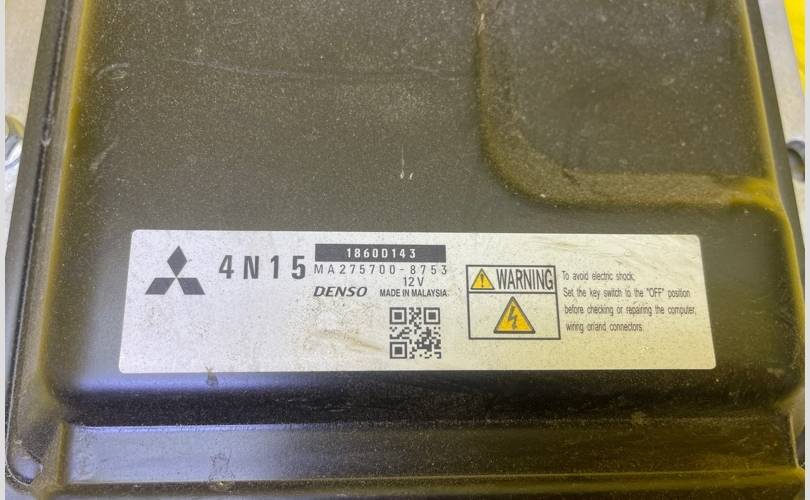 4N15
1860D143
MA275700-8753
12V
DENSO MADE IN MALAYSIA
WARNING
To avoid electric shock;
Set the key switch to the "OFF" position
before checking or repairing the computer,
wiring or/and connectors.